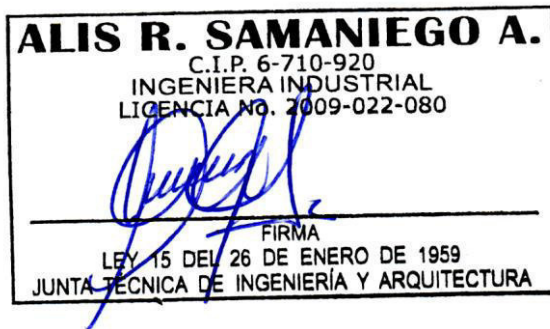 ALIS R. SAMANIEGO A.
C.I.P. 6-710-920
INGENIERA INDUSTRIAL
LICENCIA No. 2009-022-080
FIRMA
LEY 15 DEL 26 DE ENERO DE 1959
JUNTA TÉCNICA DE INGENIERÍA Y ARQUITECTURA